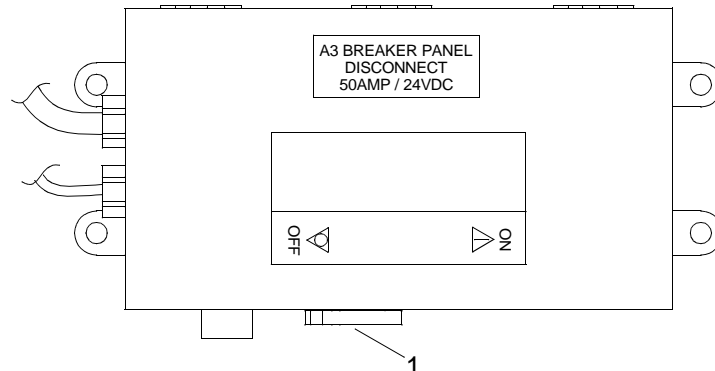 A3 BREAKER PANEL
DISCONNECT
50AMP / 24VDC
OFF
ON
1